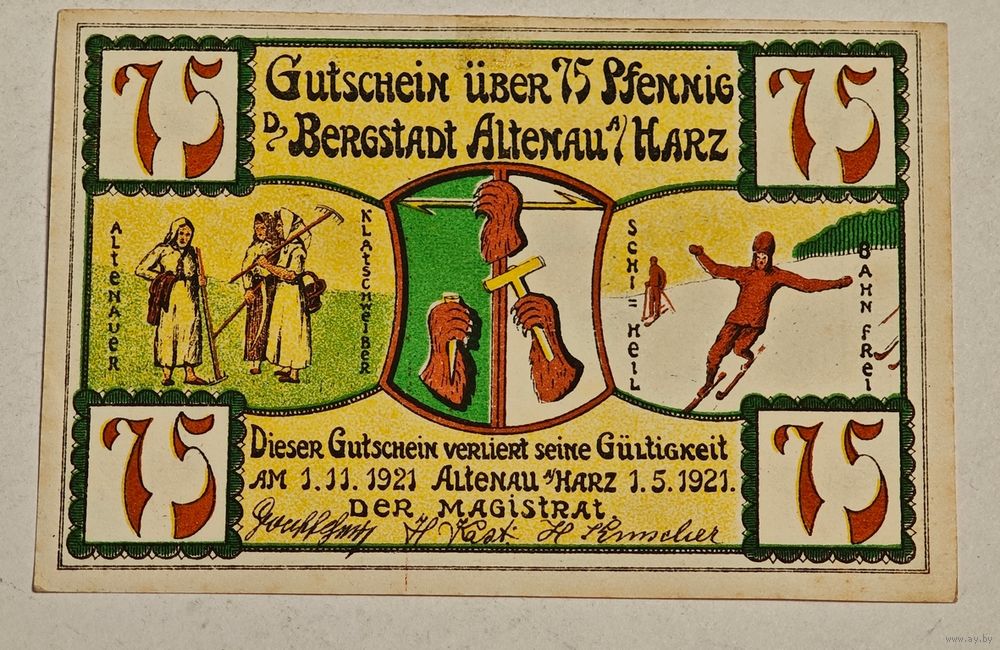 75
75
Gutschein über 75 Pfennig
D. Bergstadt Altenau A/Harz
ALTENAUER
KLATSCHWEIBER
SCHI=HEIL
BAHN FREI
75
75
Dieser Gutschein verliert seine Gültigkeit
AM 1.11.1921 ALTENAU A/HARZ 1.5.1921.
DER MAGISTRAT.
www.ay.by